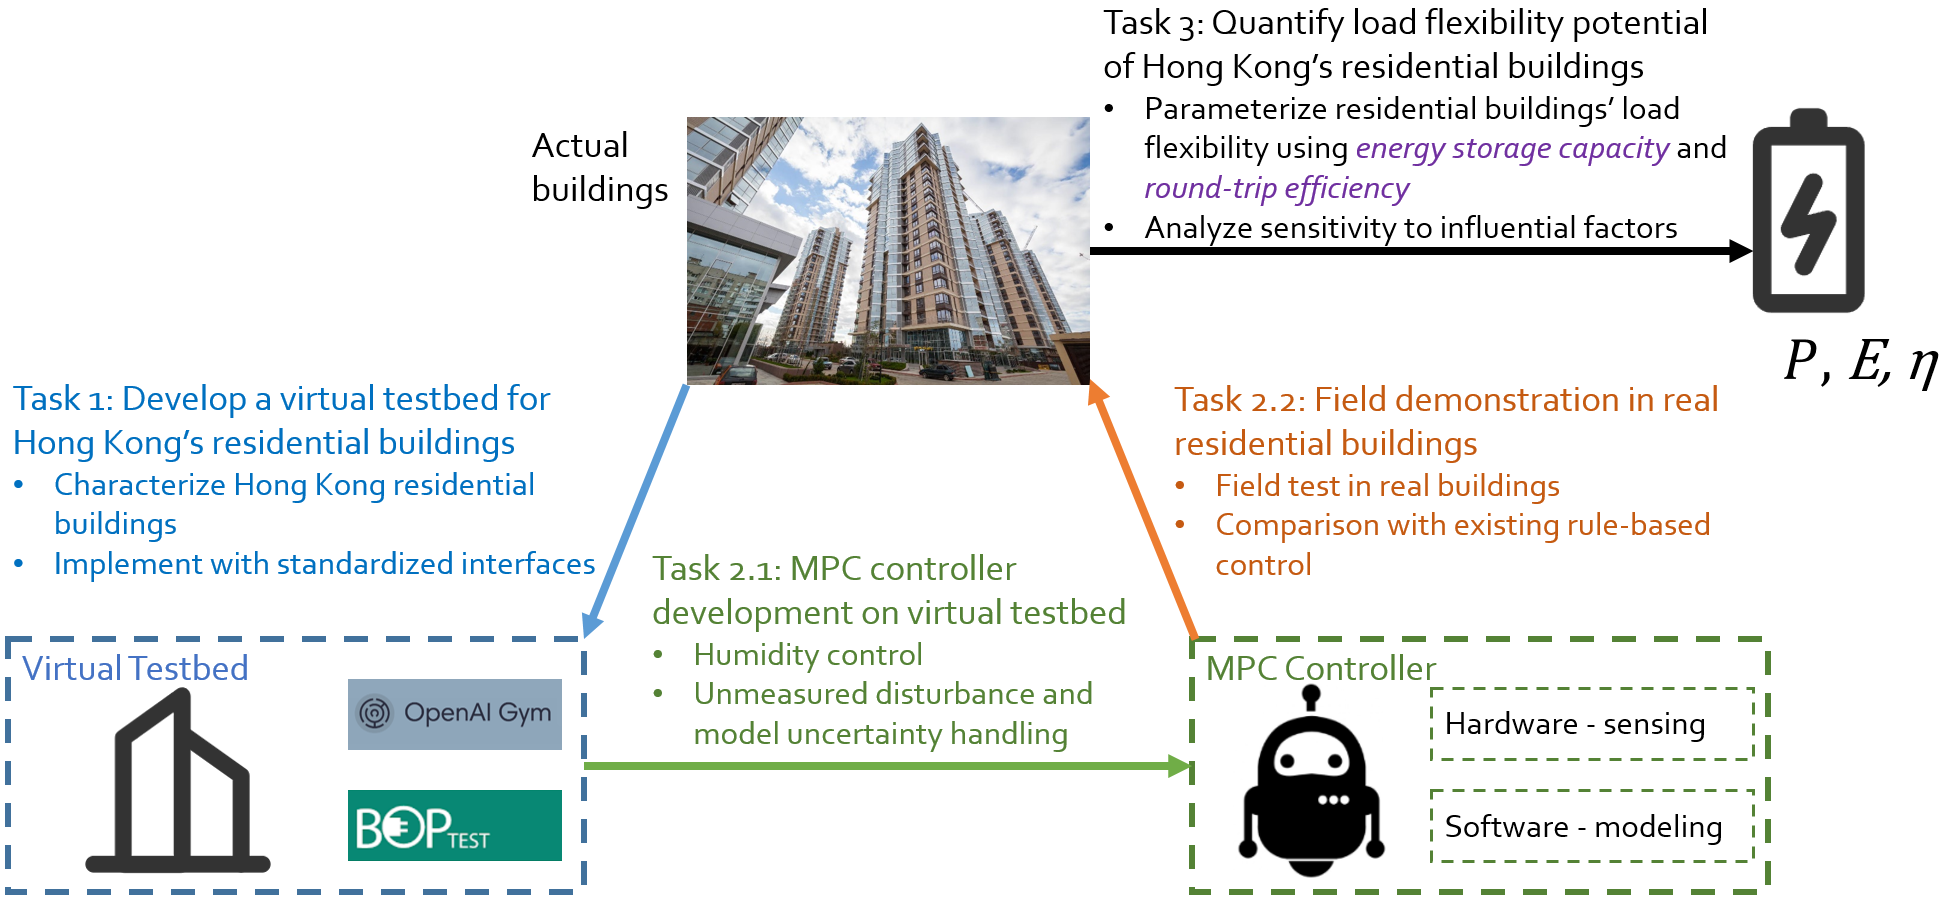 Task 3: Quantify load flexibility potential
of Hong Kong's residential buildings
• Parameterize residential buildings' load
flexibility using energy storage capacity and
round-trip efficiency
• Analyze sensitivity to influential factors
Actual
buildings
P, E, η
Task 1: Develop a virtual testbed for
Hong Kong's residential buildings
• Characterize Hong Kong residential
buildings
• Implement with standardized interfaces
Task 2.2: Field demonstration in real
residential buildings
• Field test in real buildings
• Comparison with existing rule-based
control
Task 2.1: MPC controller
development on virtual testbed
• Humidity control
• Unmeasured disturbance and
model uncertainty handling
Virtual Testbed
OpenAI Gym
BOPTEST
MPC Controller
Hardware - sensing
Software - modeling